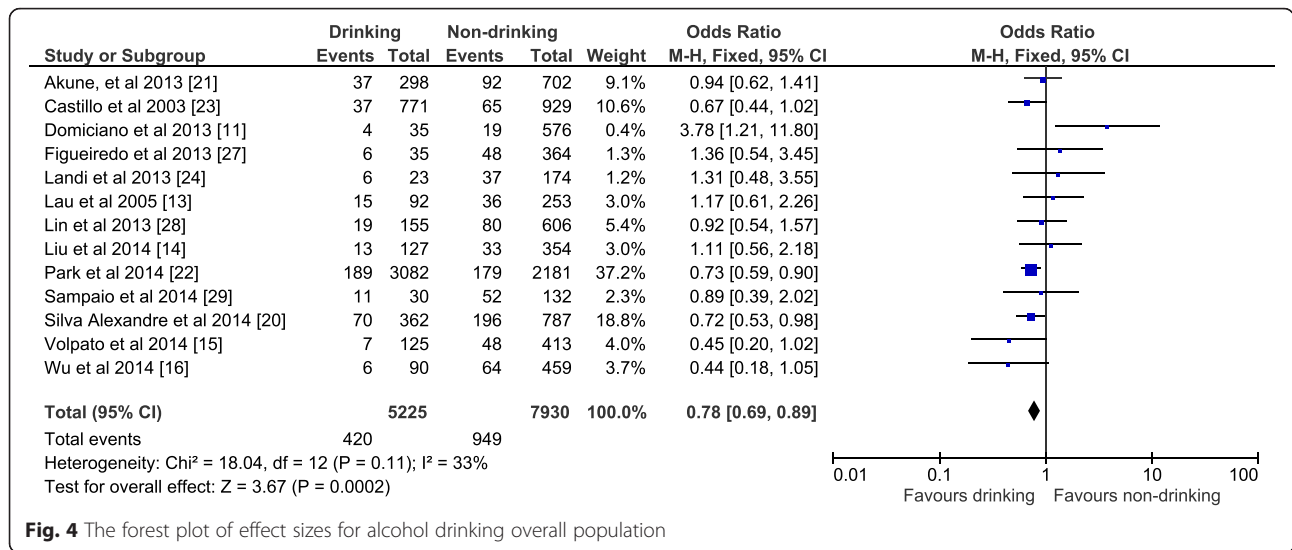 Drinking Non-drinking Odds Ratio Odds Ratio
Study or Subgroup Events Total Events Total Weight M-H, Fixed, 95% CI M-H, Fixed, 95% CI
Akune, et al 2013 [21] 37 298 92 702 9.1% 0.94 [0.62, 1.41]
Castillo et al 2003 [23] 37 771 65 929 10.6% 0.67 [0.44, 1.02]
Domiciano et al 2013 [11] 4 35 19 576 0.4% 3.78 [1.21, 11.80]
Figueiredo et al 2013 [27] 6 35 48 364 1.3% 1.36 [0.54, 3.45]
Landi et al 2013 [24] 6 23 37 174 1.2% 1.31 [0.48, 3.55]
Lau et al 2005 [13] 15 92 36 253 3.0% 1.17 [0.61, 2.26]
Lin et al 2013 [28] 19 155 80 606 5.4% 0.92 [0.54, 1.57]
Liu et al 2014 [14] 13 127 33 354 3.0% 1.11 [0.56, 2.18]
Park et al 2014 [22] 189 3082 179 2181 37.2% 0.73 [0.59, 0.90]
Sampaio et al 2014 [29] 11 30 52 132 2.3% 0.89 [0.39, 2.02]
Silva Alexandre et al 2014 [20] 70 362 196 787 18.8% 0.72 [0.53, 0.98]
Volpato et al 2014 [15] 7 125 48 413 4.0% 0.45 [0.20, 1.02]
Wu et al 2014 [16] 6 90 64 459 3.7% 0.44 [0.18, 1.05]
Total (95% CI) 5225 7930 100.0% 0.78 [0.69, 0.89]
Total events 420 949
Heterogeneity: Chi² = 18.04, df = 12 (P = 0.11); I² = 33%
Test for overall effect: Z = 3.67 (P = 0.0002)
0.01 0.1 1 10 100
Favours drinking Favours non-drinking
Fig. 4 The forest plot of effect sizes for alcohol drinking overall population